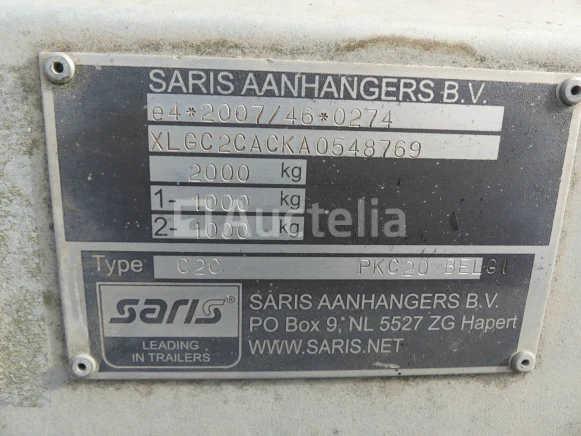 SARIS AANHANGERS B.V.
e4*2007/46*0274
XLGC2CACKA0548769
2000 kg
1- 1000 kg
2- 1000 kg
Type C2C PKC20 BELGI
saris®
LEADING
IN TRAILERS
SARIS AANHANGERS B.V.
PO Box 9, NL 5527 ZG Hapert
WWW.SARIS.NET